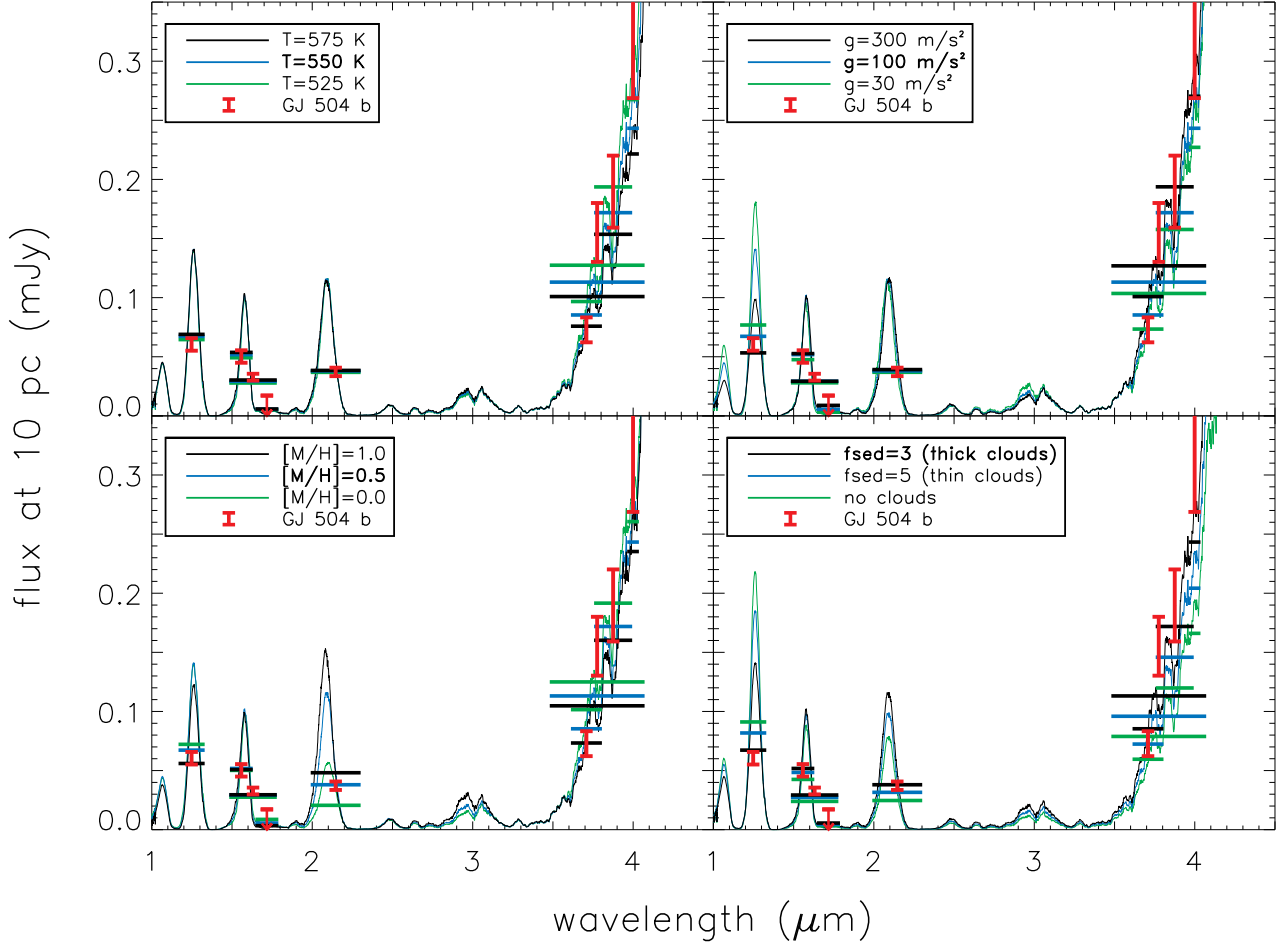 T=575 K
T=550 K
T=525 K
GJ 504 b
g=300 m/s²
g=100 m/s²
g=30 m/s²
GJ 504 b
0.3
0.2
0.1
0.0
[M/H]=1.0
[M/H]=0.5
[M/H]=0.0
GJ 504 b
fsed=3 (thick clouds)
fsed=5 (thin clouds)
no clouds
GJ 504 b
0.3
0.2
0.1
0.0
1 2 3 4 1 2 3 4
flux at 10 pc (mJy)
wavelength (μm)